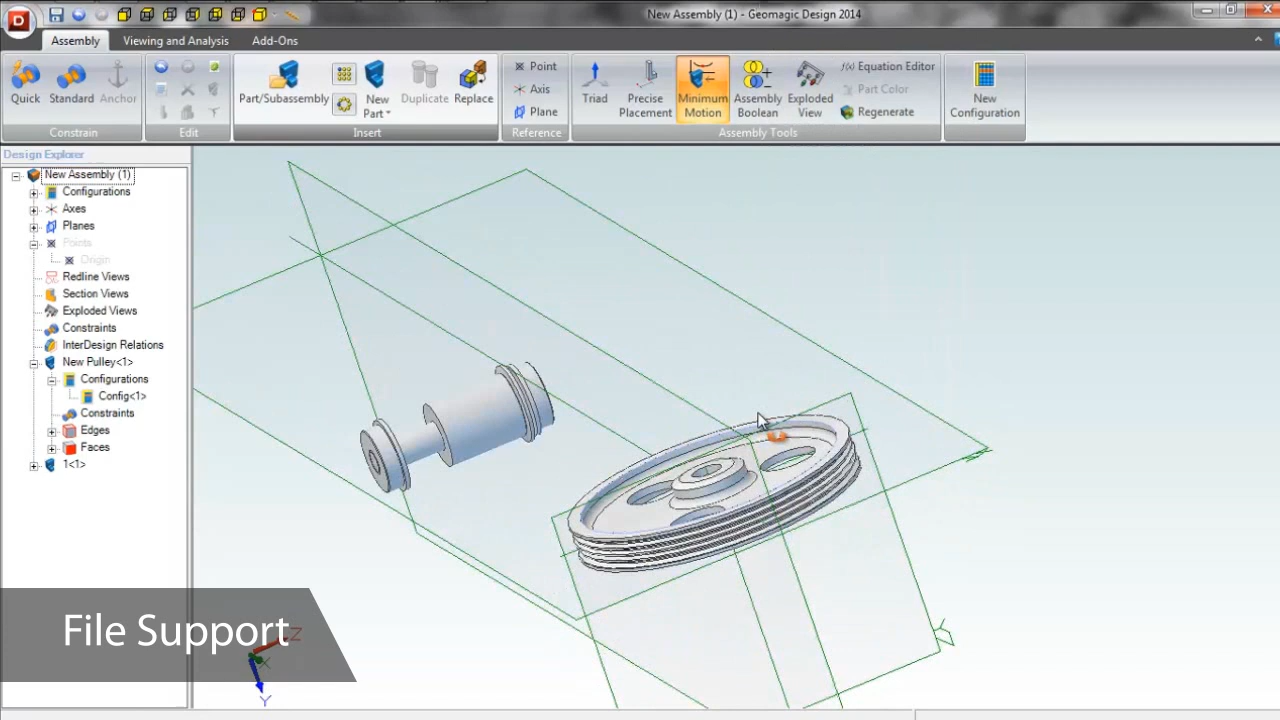 New Assembly (1) - Geomagic Design 2014
D
Assembly
Viewing and Analysis
Add-Ons
Quick
Standard
Anchor
Constrain
Edit
Part/Subassembly
New
Part
Duplicate
Replace
Insert
Point
Axis
Plane
Reference
Triad
Precise
Placement
Minimum
Motion
Assembly
Boolean
Exploded
View
f(x) Equation Editor
Part Color
Regenerate
Assembly Tools
New
Configuration
Design Explorer
New Assembly (1)
Configurations
Axes
Planes
Points
Origin
Redline Views
Section Views
Exploded Views
Constraints
InterDesign Relations
New Pulley<1>
Configurations
Config<1>
Constraints
Edges
Faces
1<1>
File Support
Z
X
Y